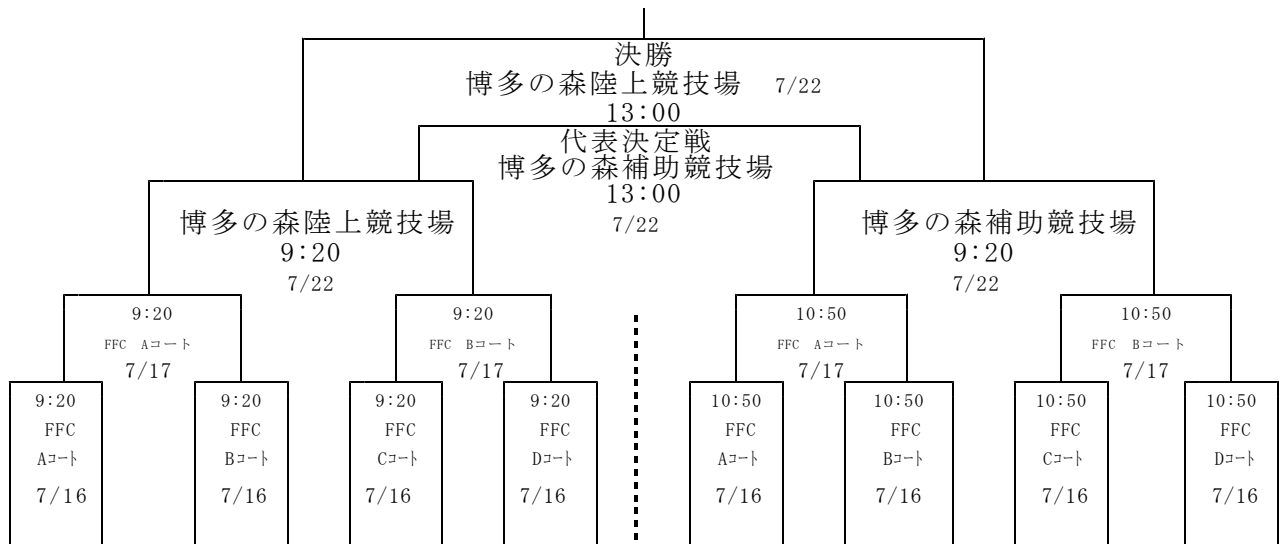 決勝
博多の森陸上競技場 7/22
13:00
代表決定戦
博多の森補助競技場
13:00
7/22
博多の森陸上競技場
9:20
7/22
博多の森補助競技場
9:20
7/22
9:20
FFC Aコート
7/17
9:20
FFC Bコート
7/17
10:50
FFC Aコート
7/17
10:50
FFC Bコート
7/17
9:20
FFC
Aコート
7/16
9:20
FFC
Bコート
7/16
9:20
FFC
Cコート
7/16
9:20
FFC
Dコート
7/16
10:50
FFC
Aコート
7/16
10:50
FFC
Bコート
7/16
10:50
FFC
Cコート
7/16
10:50
FFC
Dコート
7/16